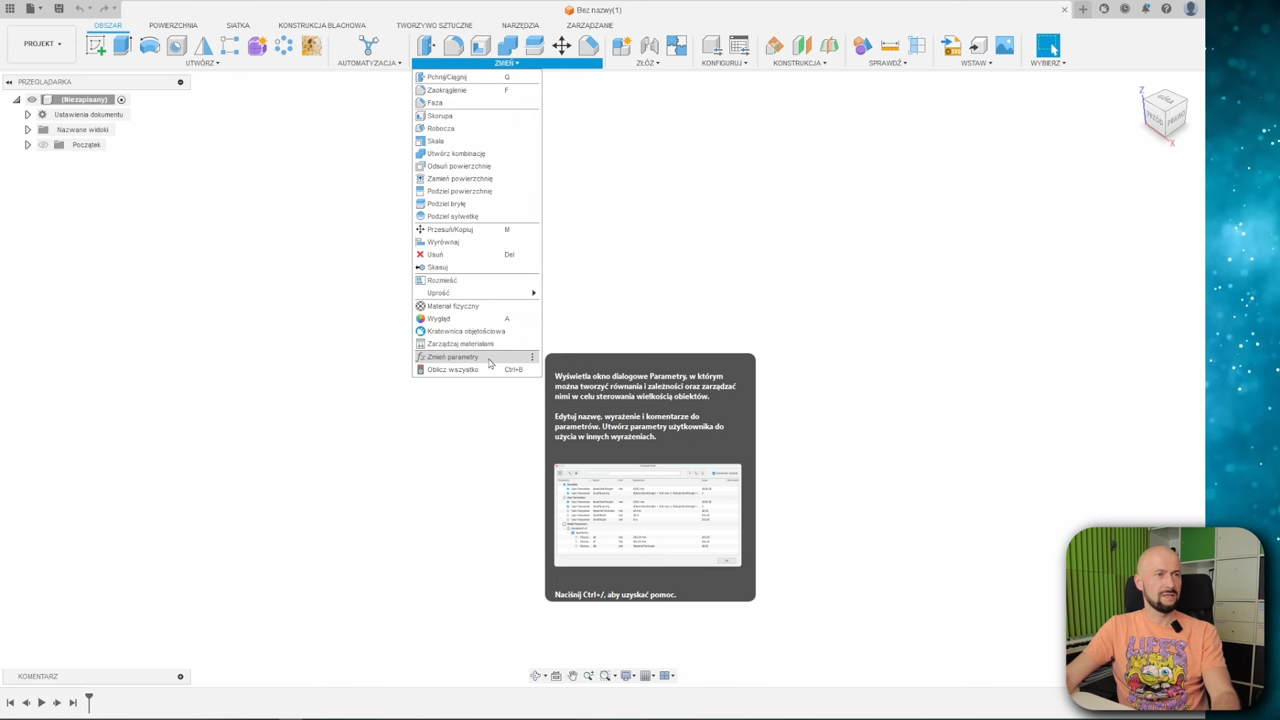 Bez nazwy(1)
OBSZAR
POWIERZCHNIA
SIATKA
KONSTRUKCJA BLACHOWA
TWORZYWO SZTUCZNE
NARZĘDZIA
ZARZĄDZANIE
PROJEKT
UTWÓRZ
AUTOMATYZACJA
ZMIEŃ
ZŁÓŻ
KONFIGURUJ
KONSTRUKCJA
SPRAWDŹ
WSTAW
WYBIERZ
PRZEGLĄDARKA
(Niezapisany)
Ustawienia dokumentu
Nazwane widoki
Początek
Pchnij/Ciągnij Q
Zaokrąglenie F
Faza
Skorupa
Robocza
Skala
Utwórz kombinację
Odsuń powierzchnię
Zamień powierzchnię
Podziel powierzchnię
Podziel bryłę
Podziel sylwetkę
Przesuń/Kopiuj M
Wyrównaj
Usuń Del
Skasuj
Rozmieść
Uprość
Materiał fizyczny
Wygląd A
Kratownica objętościowa
Zarządzaj materiałami
Zmień parametry
Oblicz wszystko Ctrl+B
Wyświetla okno dialogowe Parametry, w którym
można tworzyć równania i zależności oraz zarządzać
nimi w celu sterowania wielkością obiektów.
Edytuj nazwę, wyrażenie i komentarze do
parametrów. Utwórz parametry użytkownika do
użycia w innych wyrażeniach.
Naciśnij Ctrl+/, aby uzyskać pomoc.
Z
GÓRA
PRZÓD
PRAWO
X
LIFE'S
KOMENTARZ